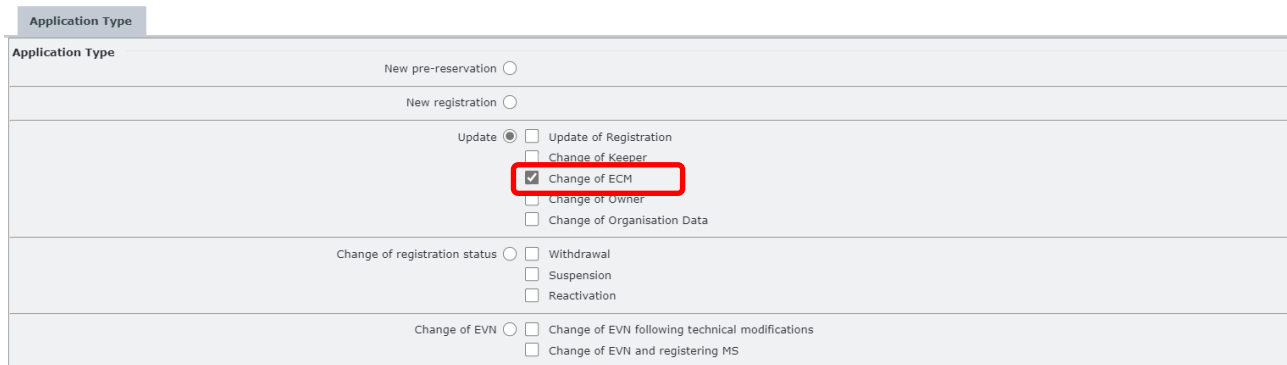 Application Type
Application Type
New pre-reservation
New registration
Update Update of Registration
Change of Keeper
Change of ECM
Change of Owner
Change of Organisation Data
Change of registration status Withdrawal
Suspension
Reactivation
Change of EVN Change of EVN following technical modifications
Change of EVN and registering MS